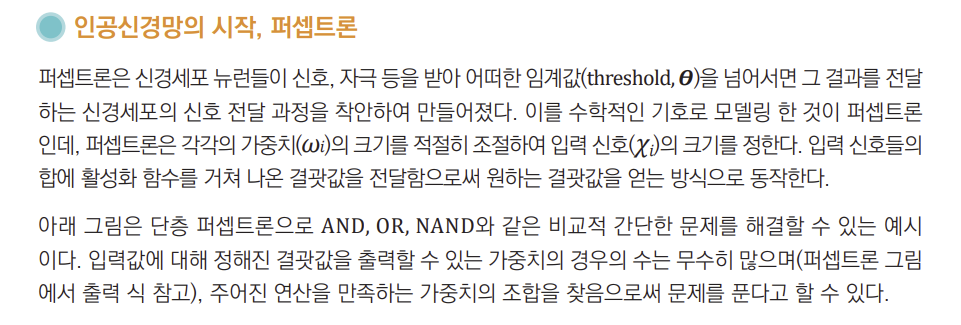 인공신경망의 시작, 퍼셉트론
퍼셉트론은 신경세포 뉴런들이 신호, 자극 등을 받아 어떠한 임계값(threshold, θ)을 넘어서면 그 결과를 전달
하는 신경세포의 신호 전달 과정을 착안하여 만들어졌다. 이를 수학적인 기호로 모델링 한 것이 퍼셉트론
인데, 퍼셉트론은 각각의 가중치(ωi)의 크기를 적절히 조절하여 입력 신호(χi)의 크기를 정한다. 입력 신호들의
합에 활성화 함수를 거쳐 나온 결괏값을 전달함으로써 원하는 결괏값을 얻는 방식으로 동작한다.
아래 그림은 단층 퍼셉트론으로 AND, OR, NAND와 같은 비교적 간단한 문제를 해결할 수 있는 예시
이다. 입력값에 대해 정해진 결괏값을 출력할 수 있는 가중치의 경우의 수는 무수히 많으며(퍼셉트론 그림
에서 출력 식 참고), 주어진 연산을 만족하는 가중치의 조합을 찾음으로써 문제를 푼다고 할 수 있다.